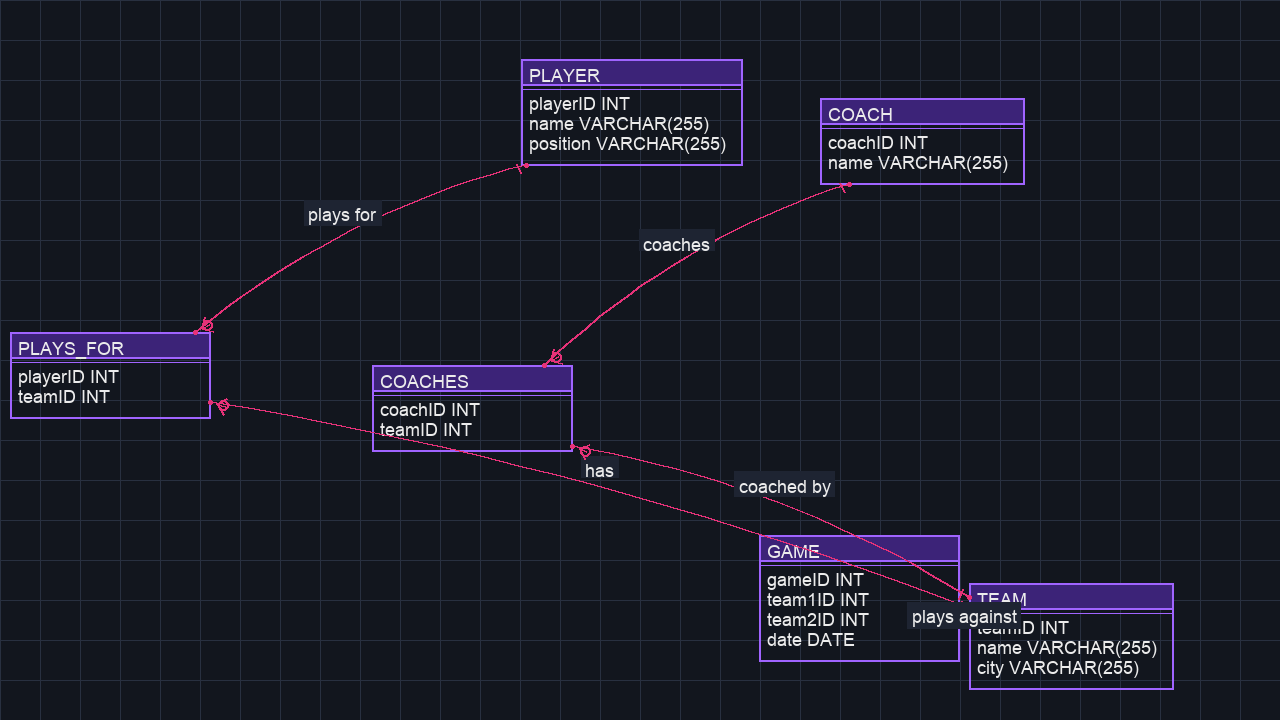 PLAYER
playerID INT
name VARCHAR(255)
position VARCHAR(255)
COACH
coachID INT
name VARCHAR(255)
plays for
coaches
PLAYS_FOR
playerID INT
teamID INT
COACHES
coachID INT
teamID INT
has
coached by
GAME
gameID INT
team1ID INT
team2ID INT
date DATE
plays against
TEAM
teamID INT
name VARCHAR(255)
city VARCHAR(255)